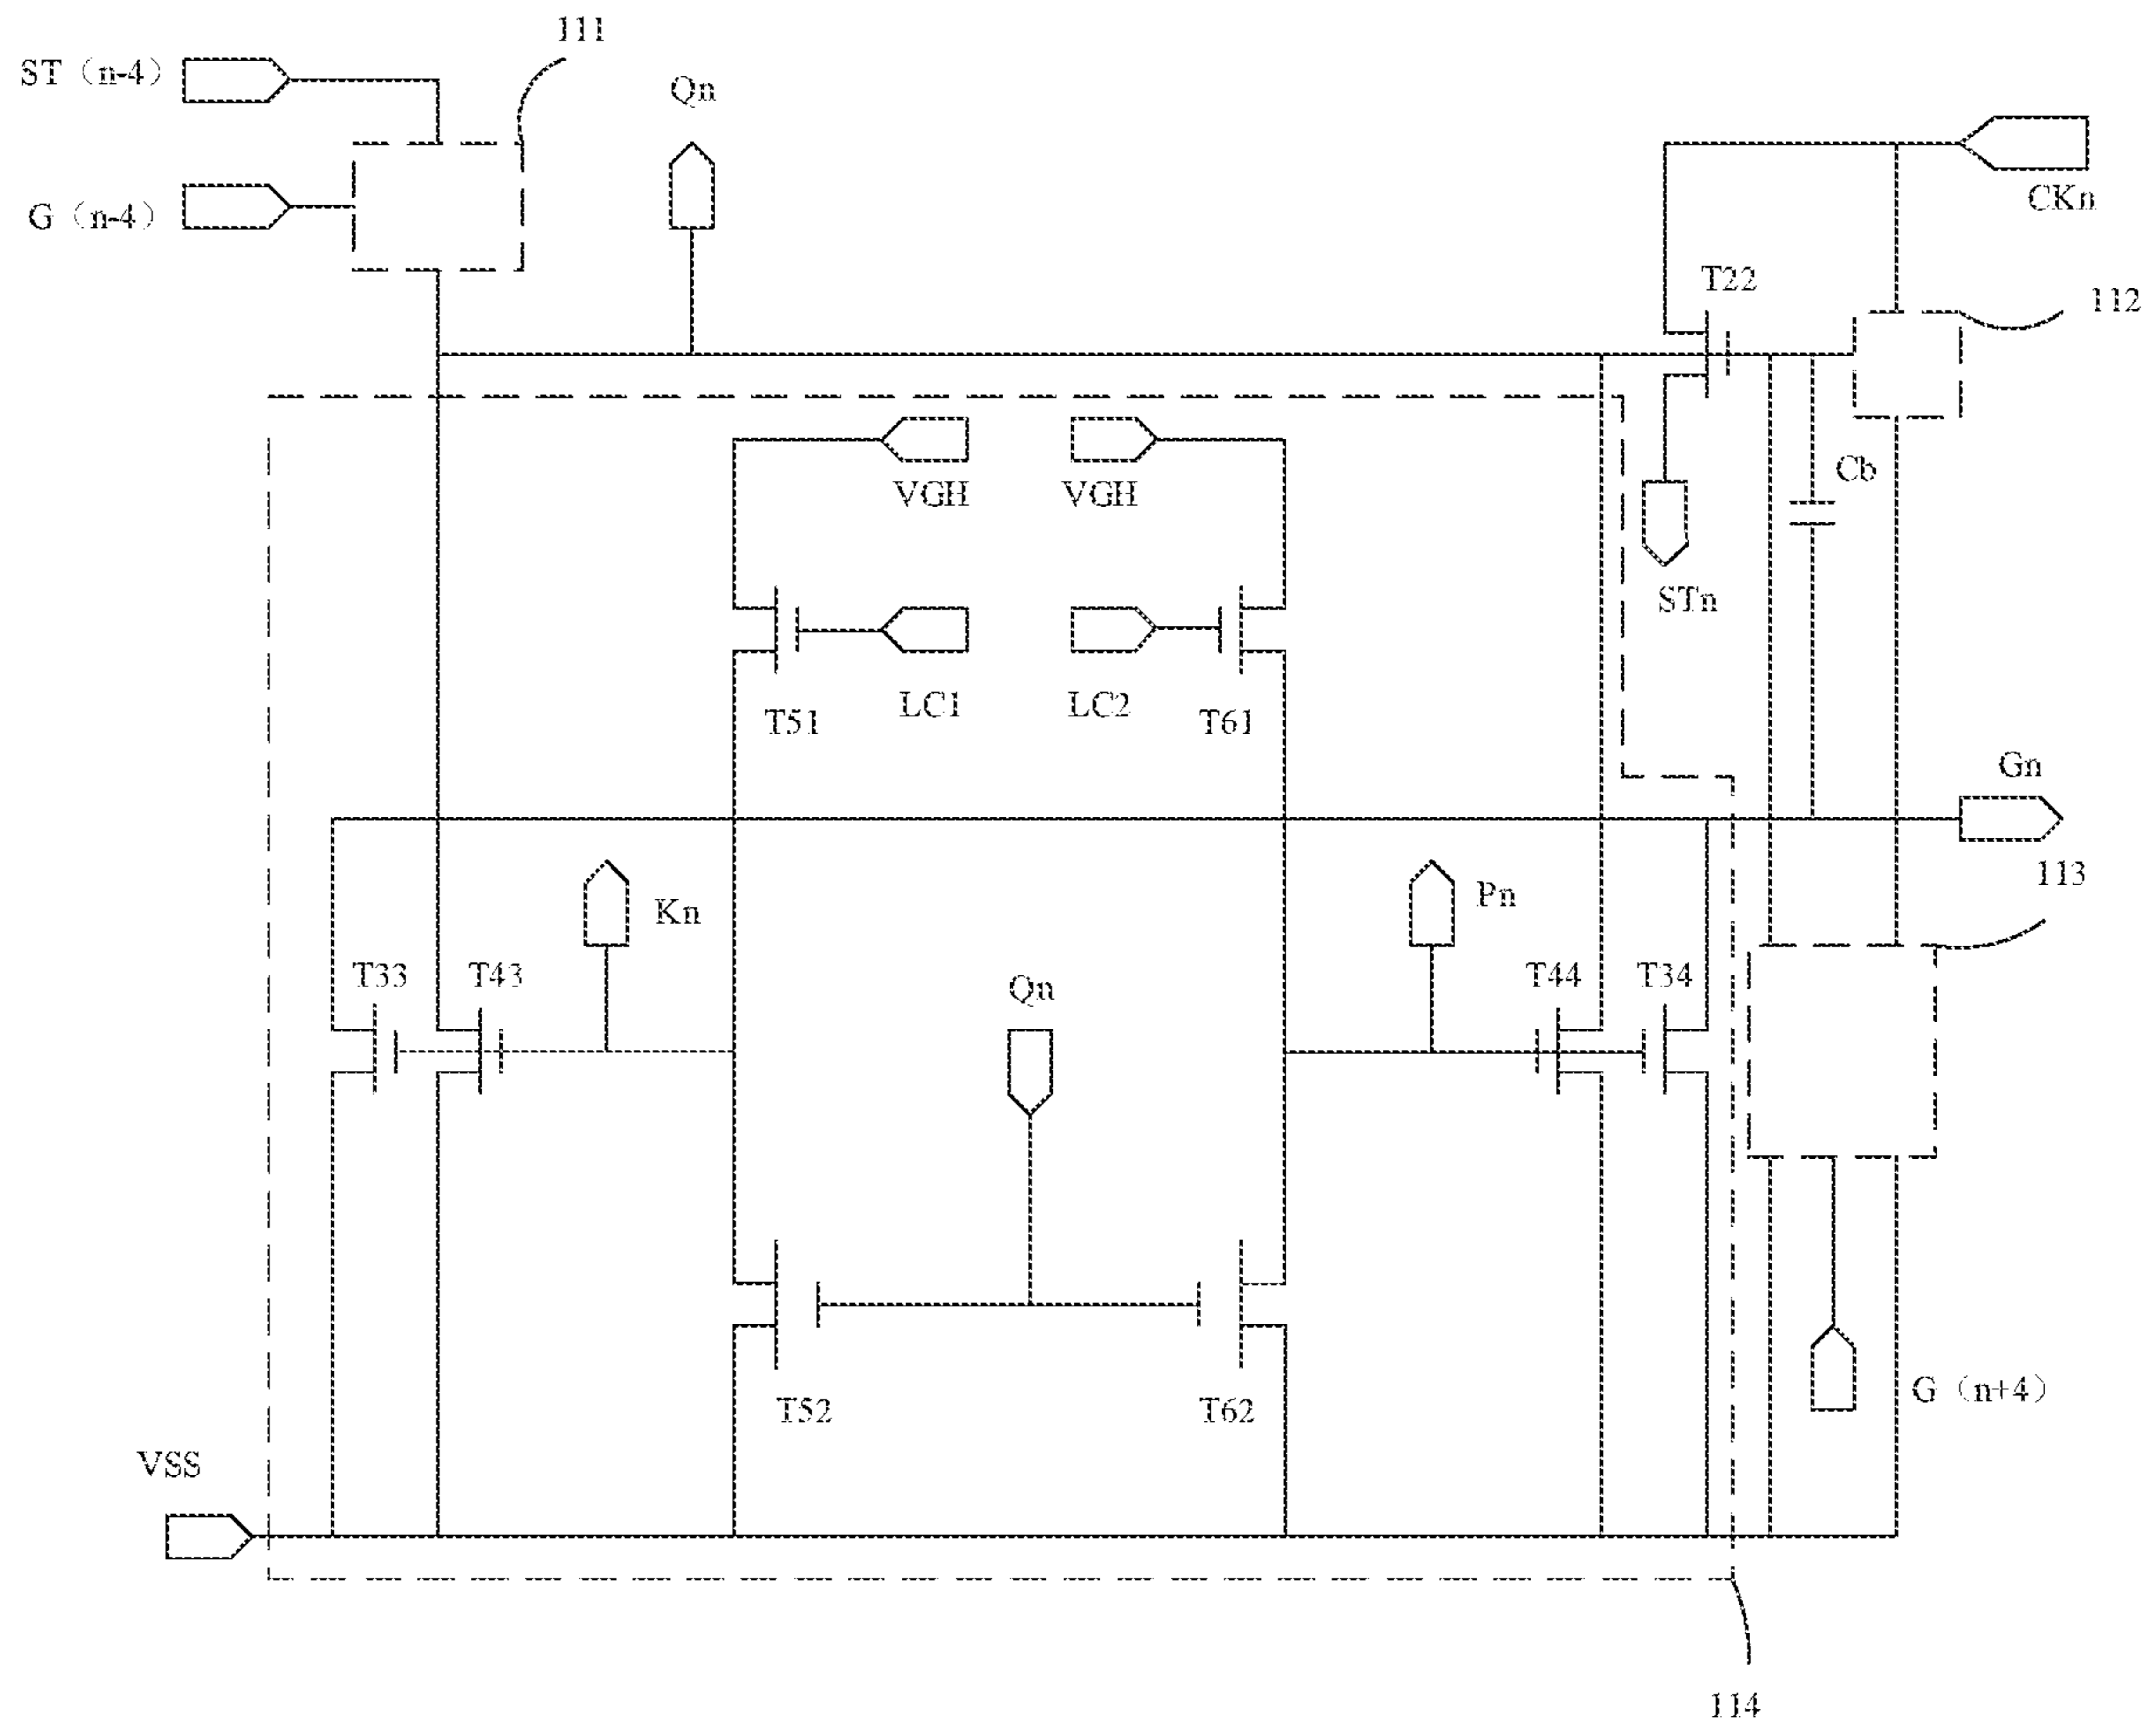 111
ST（n-4）
Qn
G（n-4）
CKn
T22
112
Cb
VGH
VGH
STn
LC1
LC2
T51
T61
Gn
113
Kn
Pn
T33
T43
T44
T34
Qn
G（n+4）
T52
T62
VSS
114